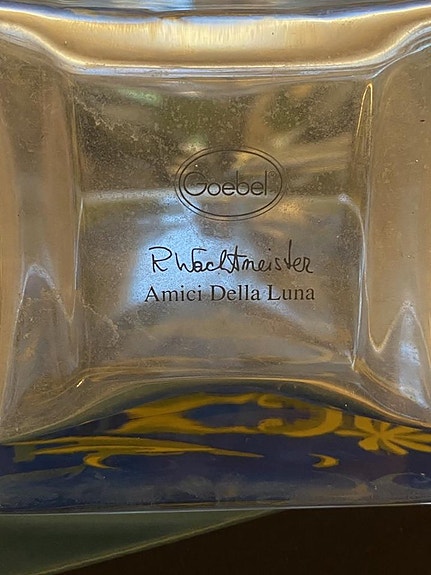 Goebel
R Wachtmeister
Amici Della Luna